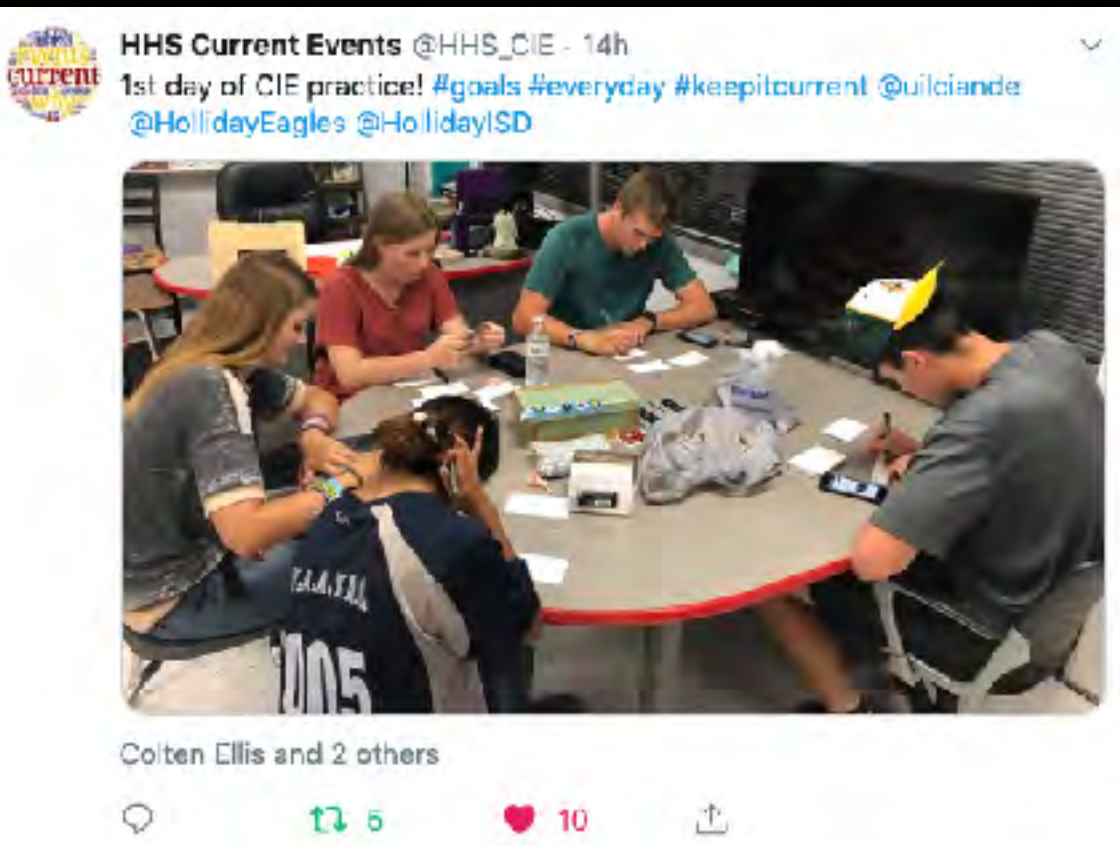 current
HHS Current Events @HHS_CIE · 14h
1st day of CIE practice! #goals #everyday #keepitcurrent @uilciande
@HollidayEagles @HollidayISD
Colten Ellis and 2 others
5 10